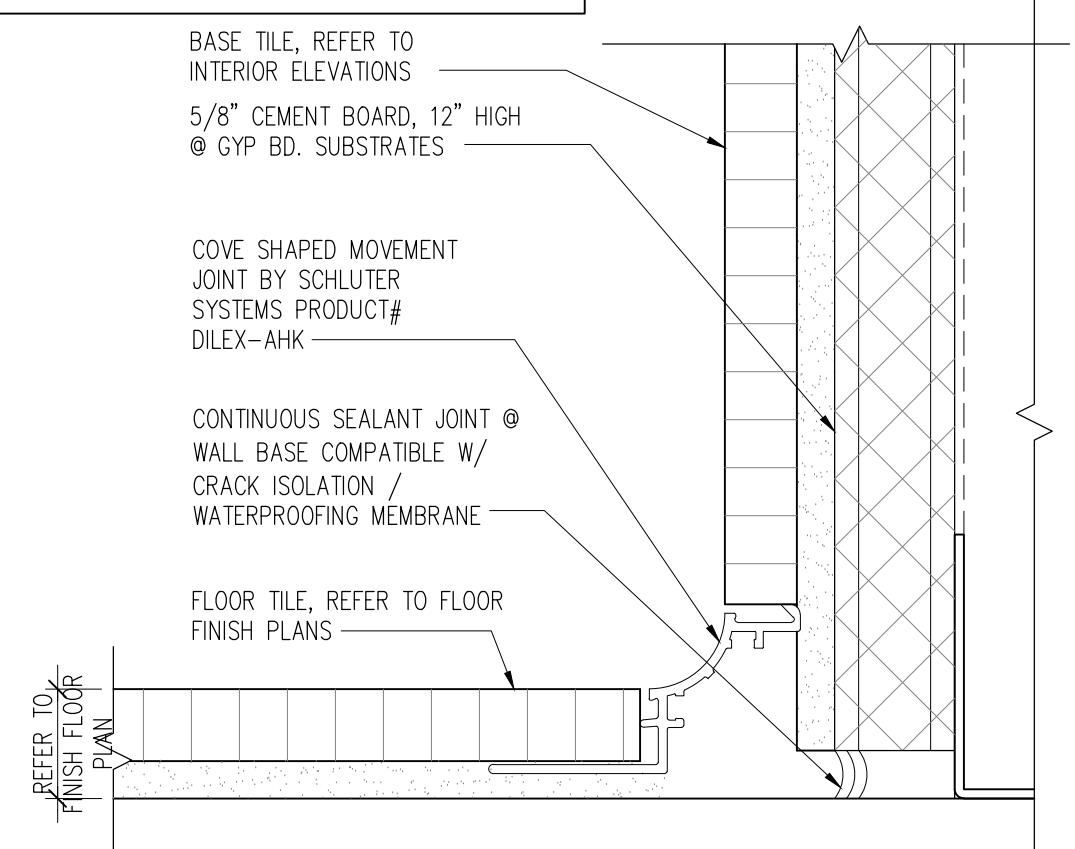 BASE TILE, REFER TO
INTERIOR ELEVATIONS
5/8" CEMENT BOARD, 12" HIGH
@ GYP BD. SUBSTRATES
COVE SHAPED MOVEMENT
JOINT BY SCHLUTER
SYSTEMS PRODUCT#
DILEX-AHK
CONTINUOUS SEALANT JOINT @
WALL BASE COMPATIBLE W/
CRACK ISOLATION /
WATERPROOFING MEMBRANE
FLOOR TILE, REFER TO FLOOR
FINISH PLANS
REFER TO
FINISH FLOOR
PLAN